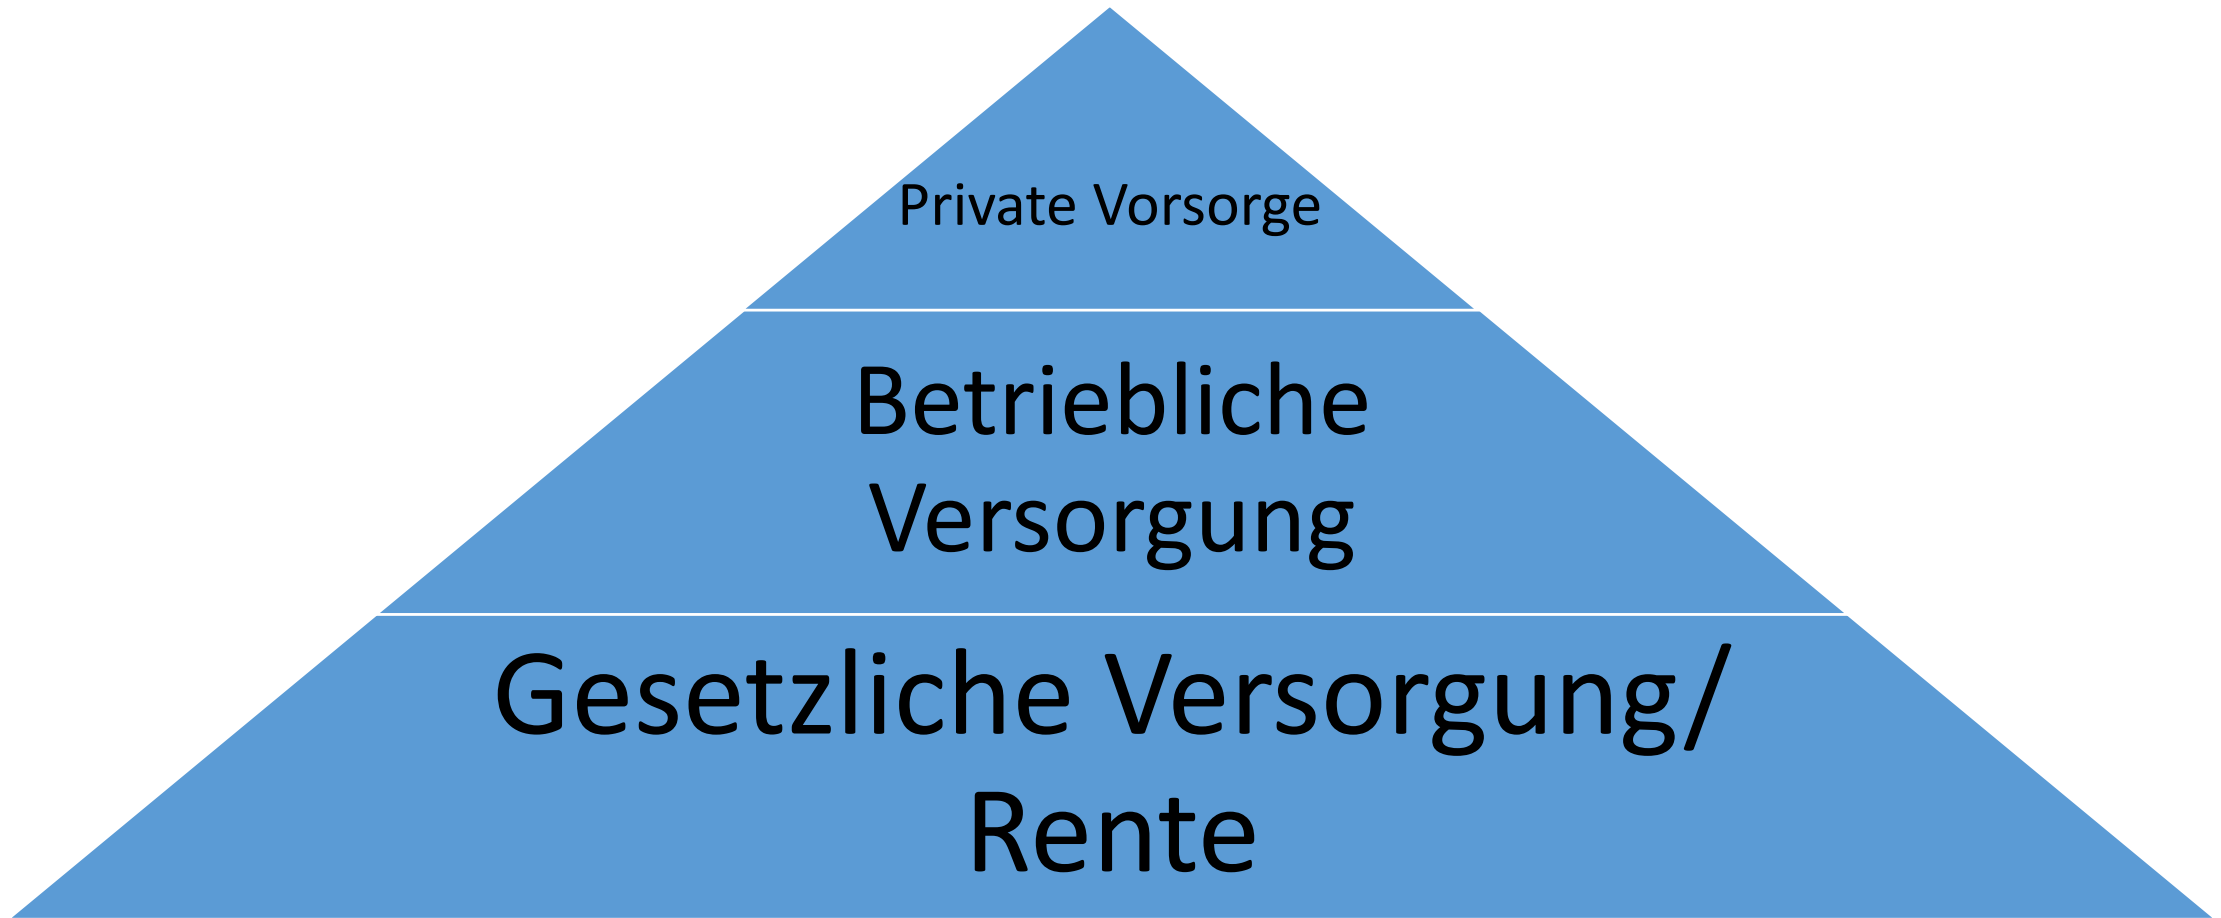 Private Vorsorge
Betriebliche
Versorgung
Gesetzliche Versorgung/
Rente